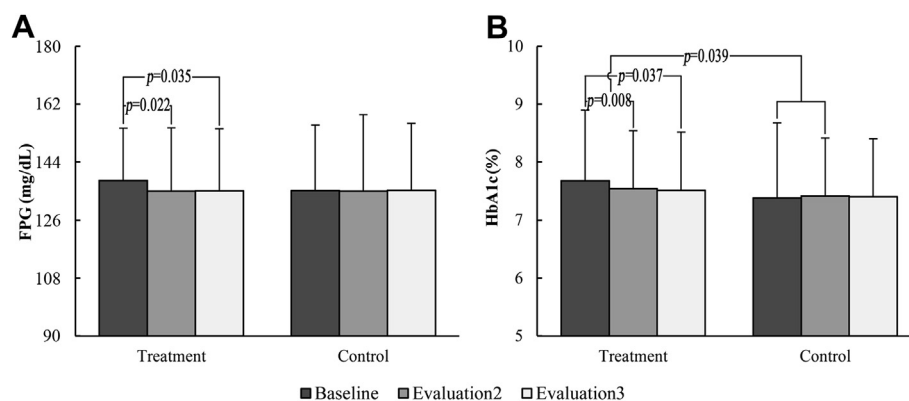 A
FPG (mg/dL)
180
162
144
126
108
90
p=0.035
p=0.022
Treatment
Control
B
HbA1c(%)
10
9
8
7
6
5
p=0.039
p=0.037
p=0.008
Treatment
Control
Baseline Evaluation2 Evaluation3